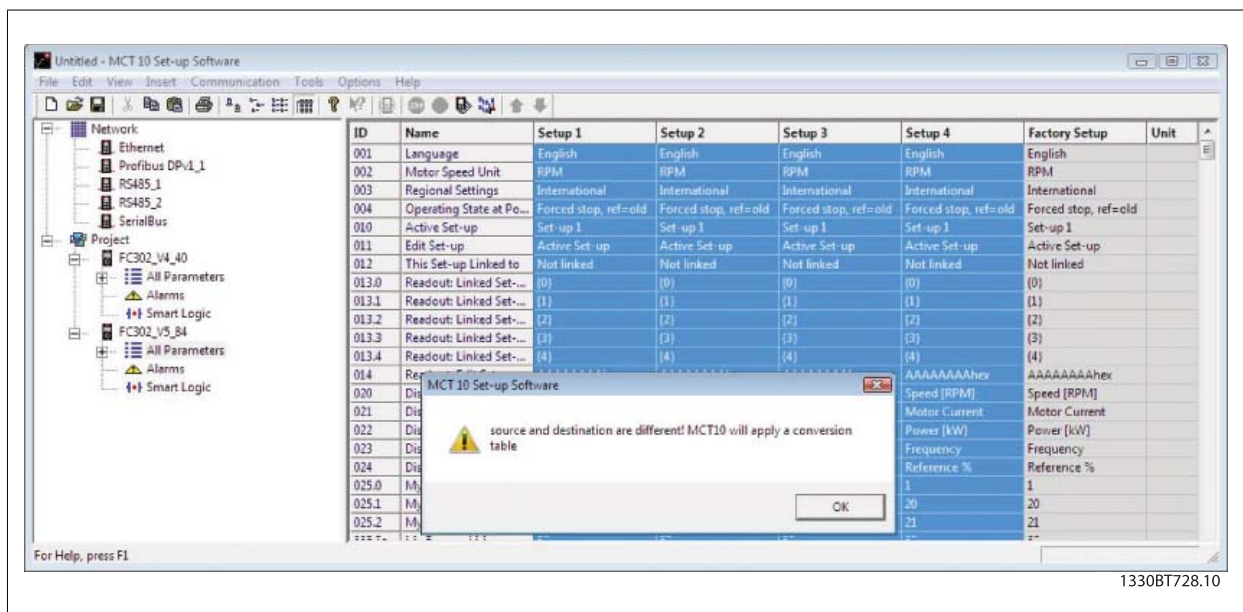 Untitled - MCT 10 Set-up Software
File Edit View Insert Communication Tools Options Help
Network
Ethernet
Profibus DPv1_1
RS485_1
RS485_2
SerialBus
Project
FC302_V4_40
All Parameters
Alarms
Smart Logic
FC302_V5_84
All Parameters
Alarms
Smart Logic
ID Name Setup 1 Setup 2 Setup 3 Setup 4 Factory Setup Unit
001 Language English English English English English
002 Motor Speed Unit RPM RPM RPM RPM RPM
003 Regional Settings International International International International International
004 Operating State at Po... Forced stop, ref=old Forced stop, ref=old Forced stop, ref=old Forced stop, ref=old Forced stop, ref=old
010 Active Set-up Set-up 1 Set-up 1 Set-up 1 Set-up 1 Set-up 1
011 Edit Set-up Active Set-up Active Set-up Active Set-up Active Set-up Active Set-up
012 This Set-up Linked to Not linked Not linked Not linked Not linked Not linked
013.0 Readout: Linked Set-... {0} {0} {0} {0} {0}
013.1 Readout: Linked Set-... {1} {1} {1} {1} {1}
013.2 Readout: Linked Set-... {2} {2} {2} {2} {2}
013.3 Readout: Linked Set-... {3} {3} {3} {3} {3}
013.4 Readout: Linked Set-... {4} {4} {4} {4} {4}
014 AAAAAAAAhex AAAAAAAAhex
020 Dis Speed [RPM] Speed [RPM]
021 Dis Motor Current Motor Current
022 Dis Power [kW] Power [kW]
023 Dis Frequency Frequency
024 Dis Reference % Reference %
025.0 My 1 1
025.1 My 20 20
025.2 My 21 21
MCT 10 Set-up Software
source and destination are different! MCT10 will apply a conversion
table
OK
For Help, press F1
1330BT728.10